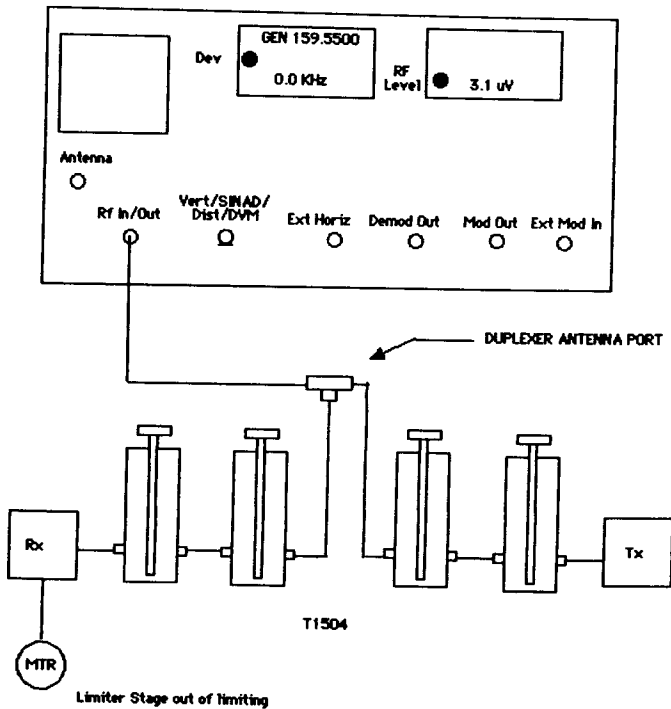 GEN 159.5500
Dev
0.0 KHz
RF
Level
3.1 uV
Antenna
Rf In/Out
Vert/SINAD/
Dist/DVM
Ext Horiz
Demod Out
Mod Out
Ext Mod In
DUPLEXER ANTENNA PORT
Rx
Tx
T1504
MTR
Limiter Stage out of limiting